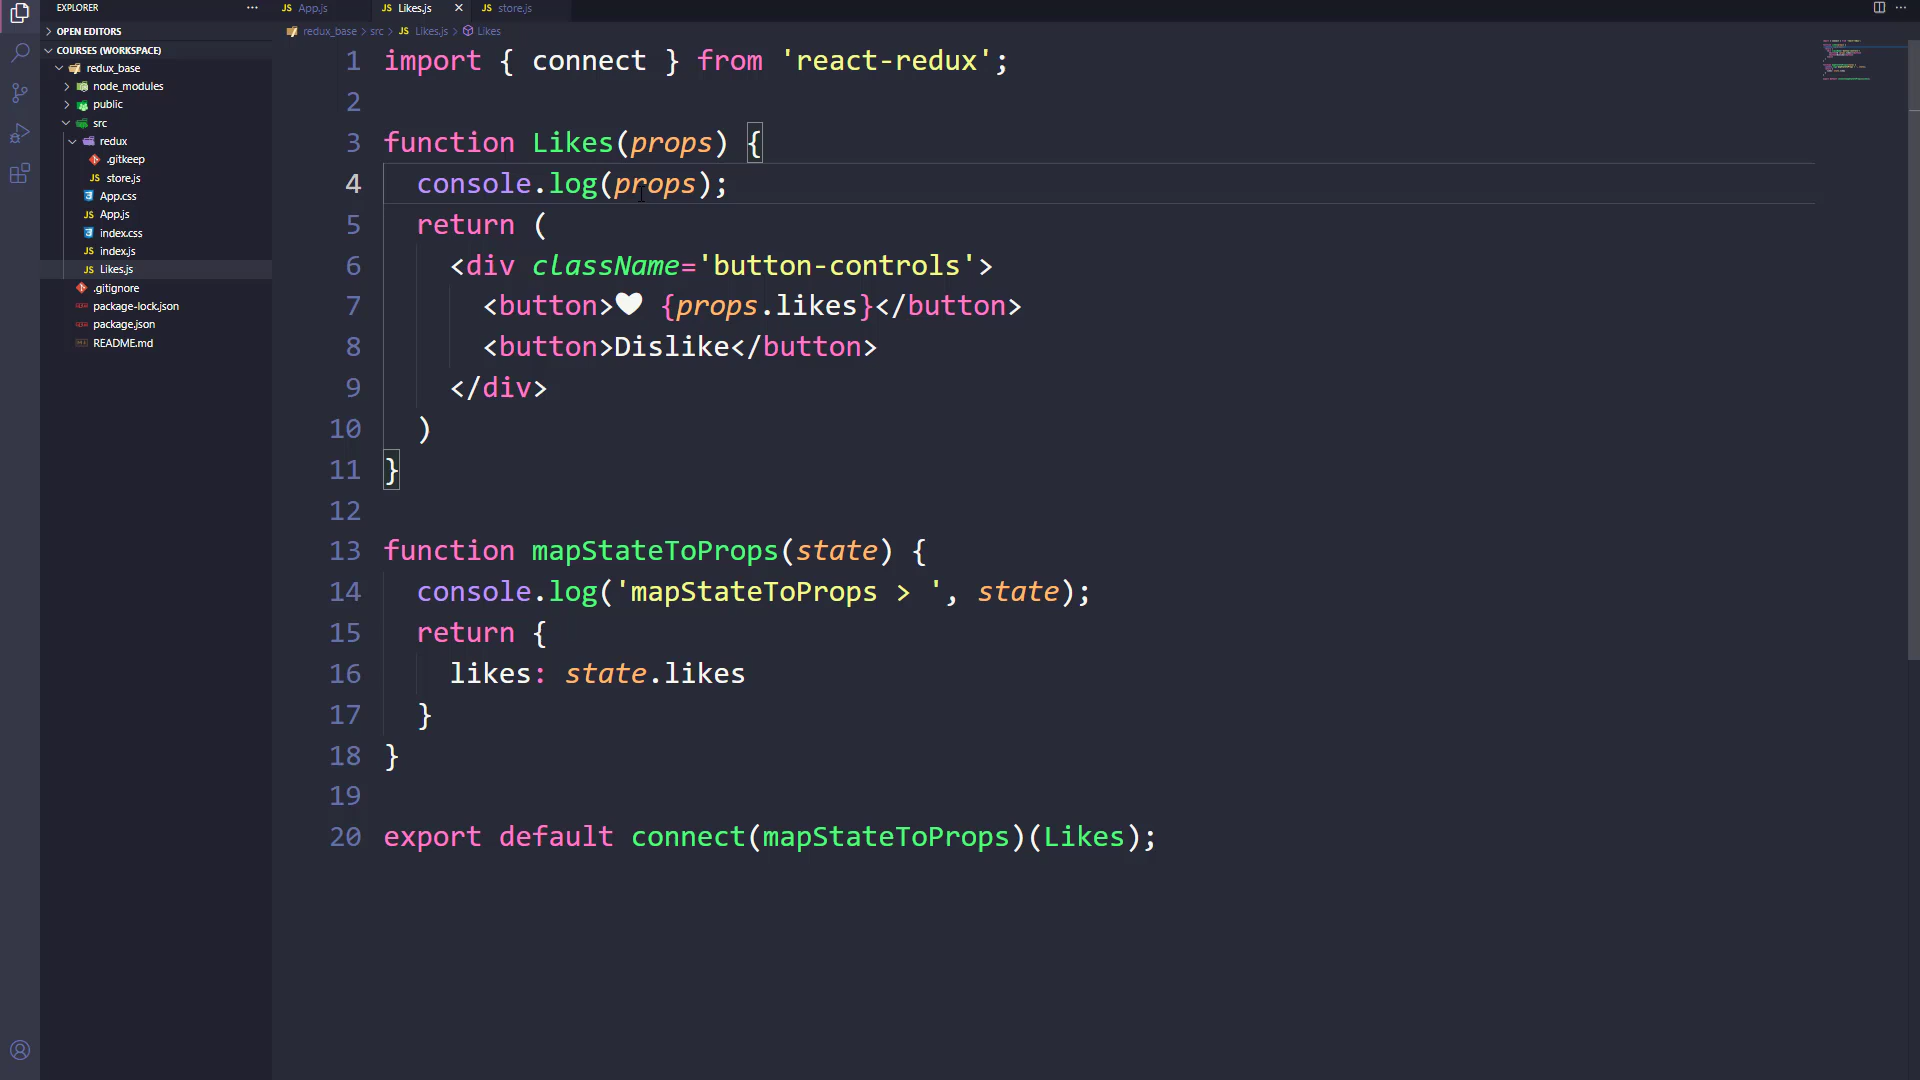 EXPLORER
OPEN EDITORS
COURSES (WORKSPACE)
redux_base
node_modules
public
src
redux
.gitkeep
store.js
App.css
App.js
index.css
index.js
Likes.js
.gitignore
package-lock.json
package.json
README.md
JS App.js JS Likes.js × JS store.js
redux_base > src > JS Likes.js > Likes
1 import { connect } from 'react-redux';
2
3 function Likes(props) {
4 console.log(props);
5 return (
6 <div className='button-controls'>
7 <button>♥ {props.likes}</button>
8 <button>Dislike</button>
9 </div>
10 )
11 }
12
13 function mapStateToProps(state) {
14 console.log('mapStateToProps > ', state);
15 return {
16 likes: state.likes
17 }
18 }
19
20 export default connect(mapStateToProps)(Likes);